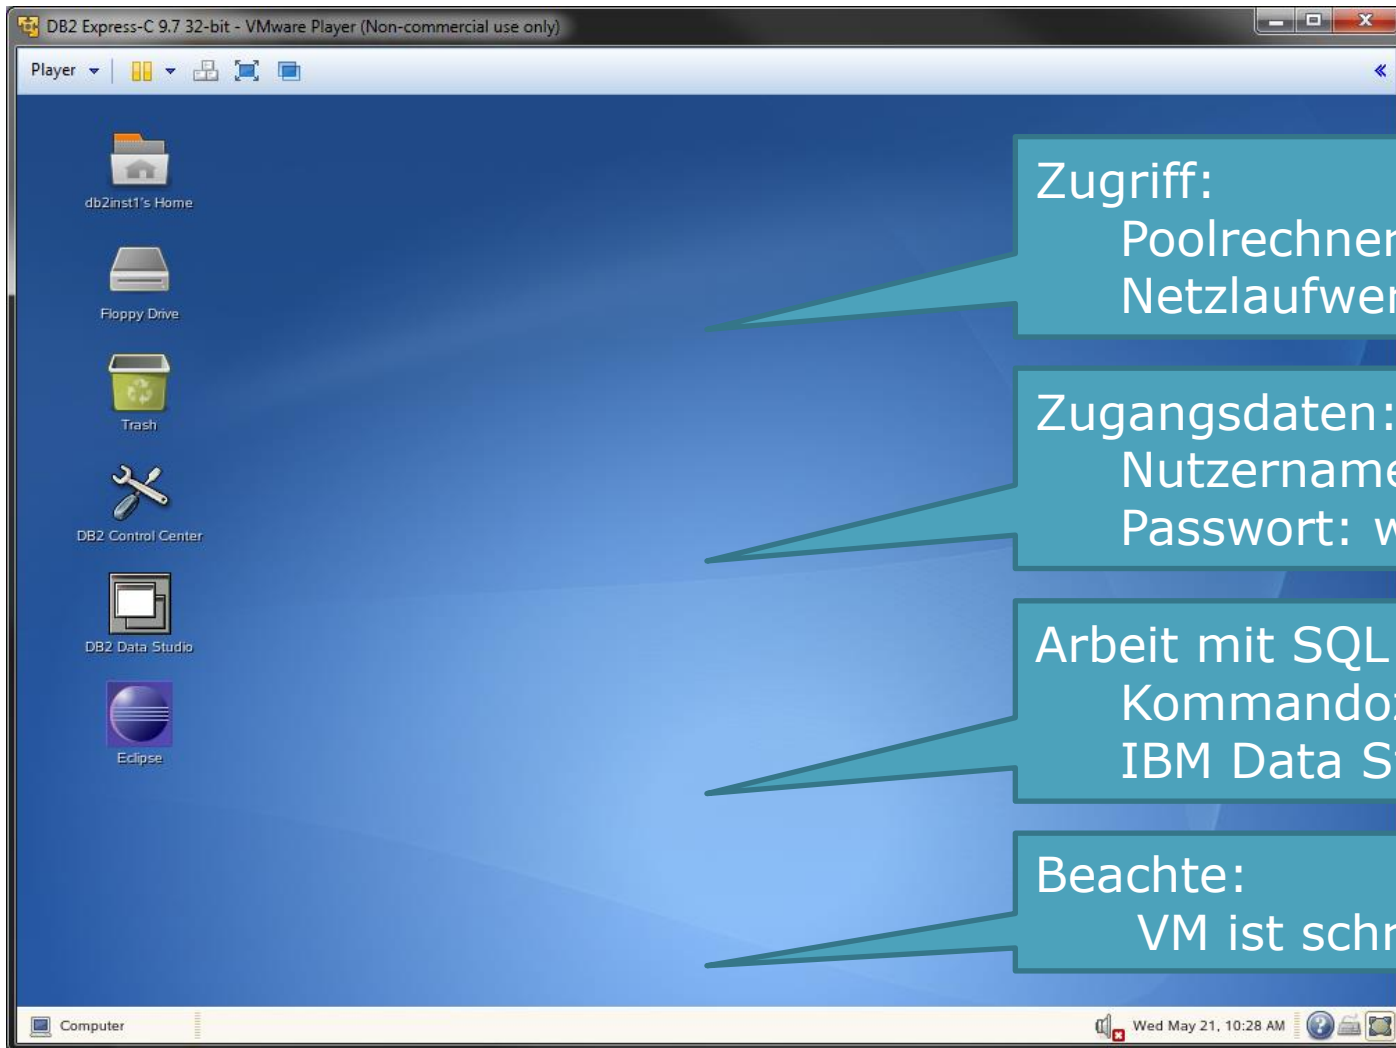 DB2 Express-C 9.7 32-bit - VMware Player (Non-commercial use only)
Player
db2inst1's Home
Floppy Drive
Trash
DB2 Control Center
DB2 Data Studio
Eclipse
Zugriff:
Poolrechner
Netzlaufwer
Zugangsdaten:
Nutzername
Passwort: w
Arbeit mit SQL
Kommandoz
IBM Data S
Beachte:
VM ist schr
Computer
Wed May 21, 10:28 AM